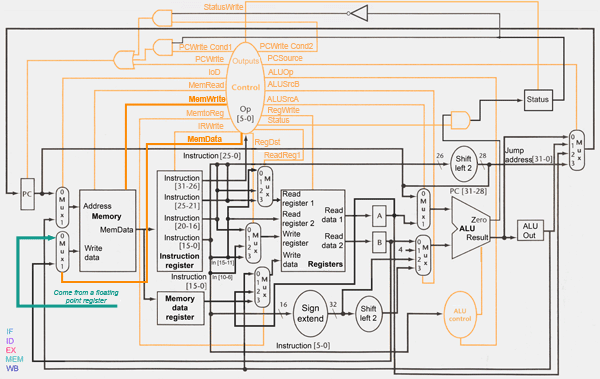 StatusWrite
PCWrite Cond1
PCWrite Cond2
PCWrite
Outputs
PCSource
IoD
ALUOp
MemRead
Control
ALUSrcB
MemWrite
Op
[5-0]
ALUSrcA
MemtoReg
RegWrite
IRWrite
Status
MemData
RegDst
ReadReg1
Status
Instruction [25-0]
26
Shift
left 2
28
Jump
address[31-0]
PC [31-28]
PC
0
M
u
x
1
Address
Memory
MemData
Write
data
0
M
u
x
1
Instruction
[31-26]
Instruction
[25-21]
Instruction
[20-16]
Instruction
[15-0]
Instruction
register
Instruction
[15-0]
In [15-11]
In [10-6]
0
1
2
3
M
u
x
0
1
2
M
u
x
0
1
2
3
M
u
x
Read
register 1
Read
register 2
Write
register
Write
data
Read
data 1
Read
data 2
Registers
A
B
4
0
1
2
M
u
x
0
1
2
3
M
u
x
Zero
ALU
Result
ALU
Out
0
1
2
3
M
u
x
Memory
data
register
16
Sign
extend
32
Shift
left 2
ALU
control
Instruction [5-0]
Come from a floating
point register
IF
ID
EX
MEM
WB